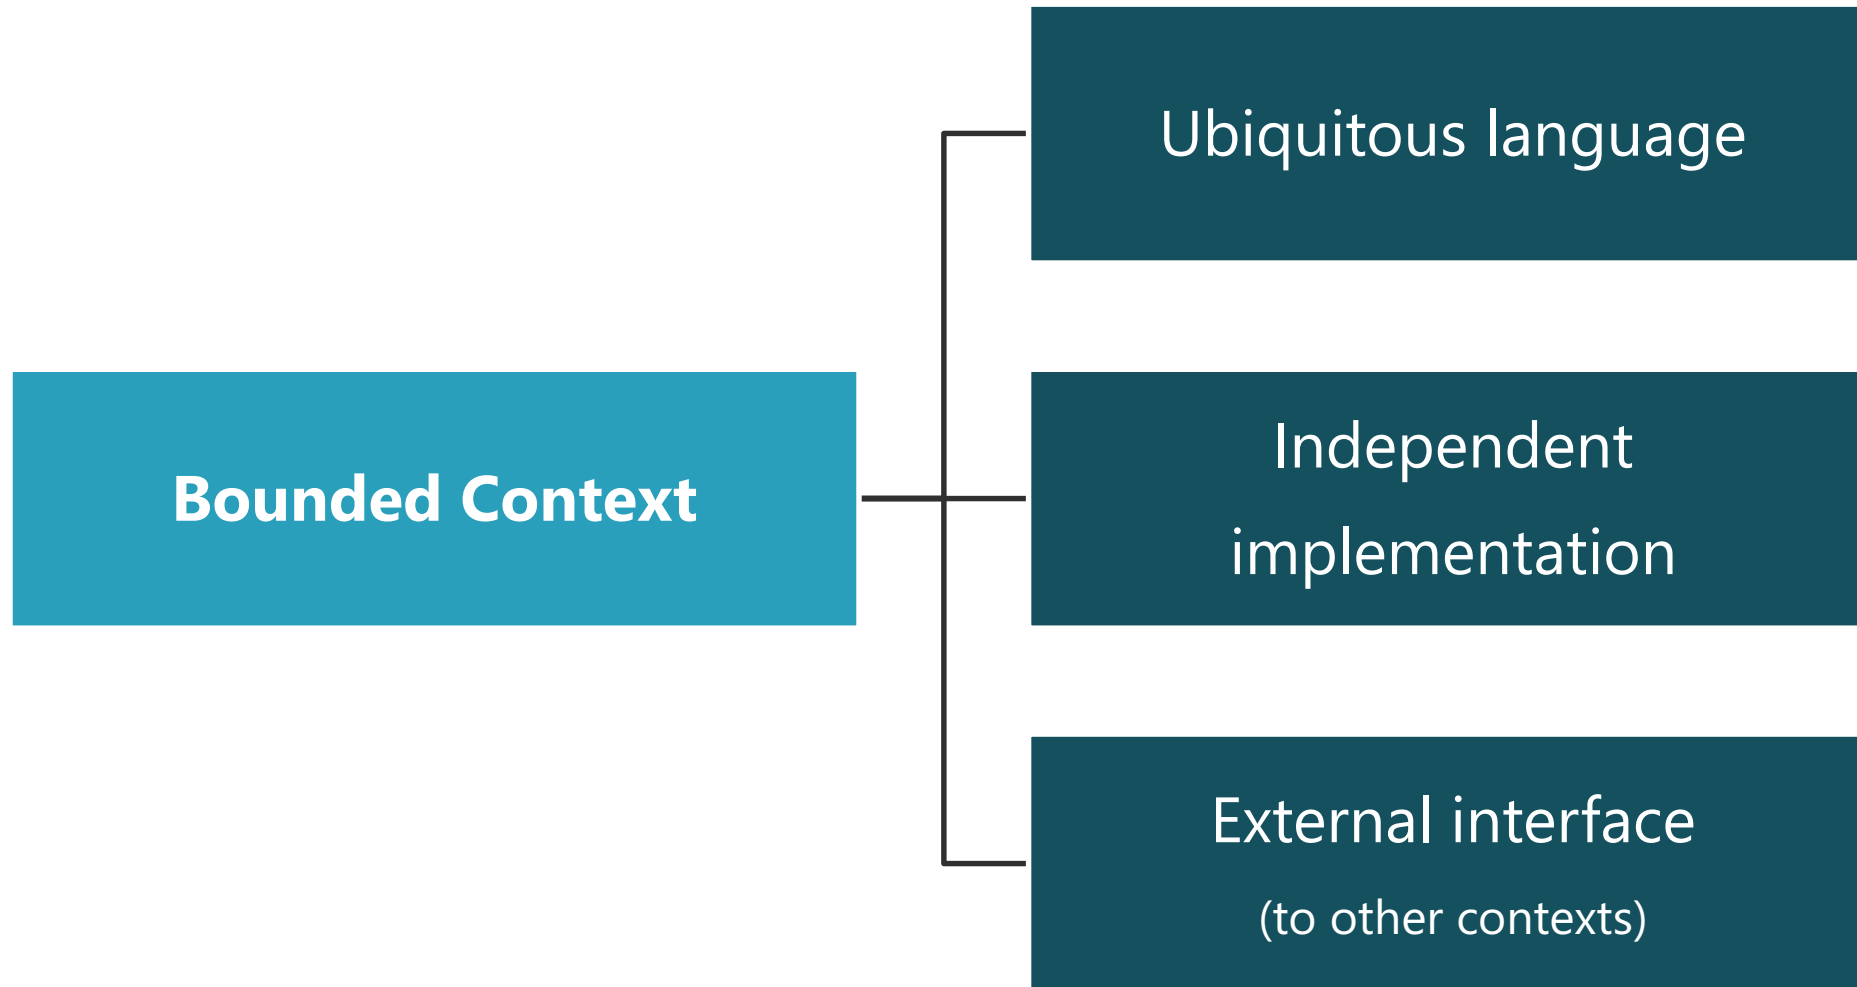 Ubiquitous language
Bounded Context
Independent
implementation
External interface
(to other contexts)